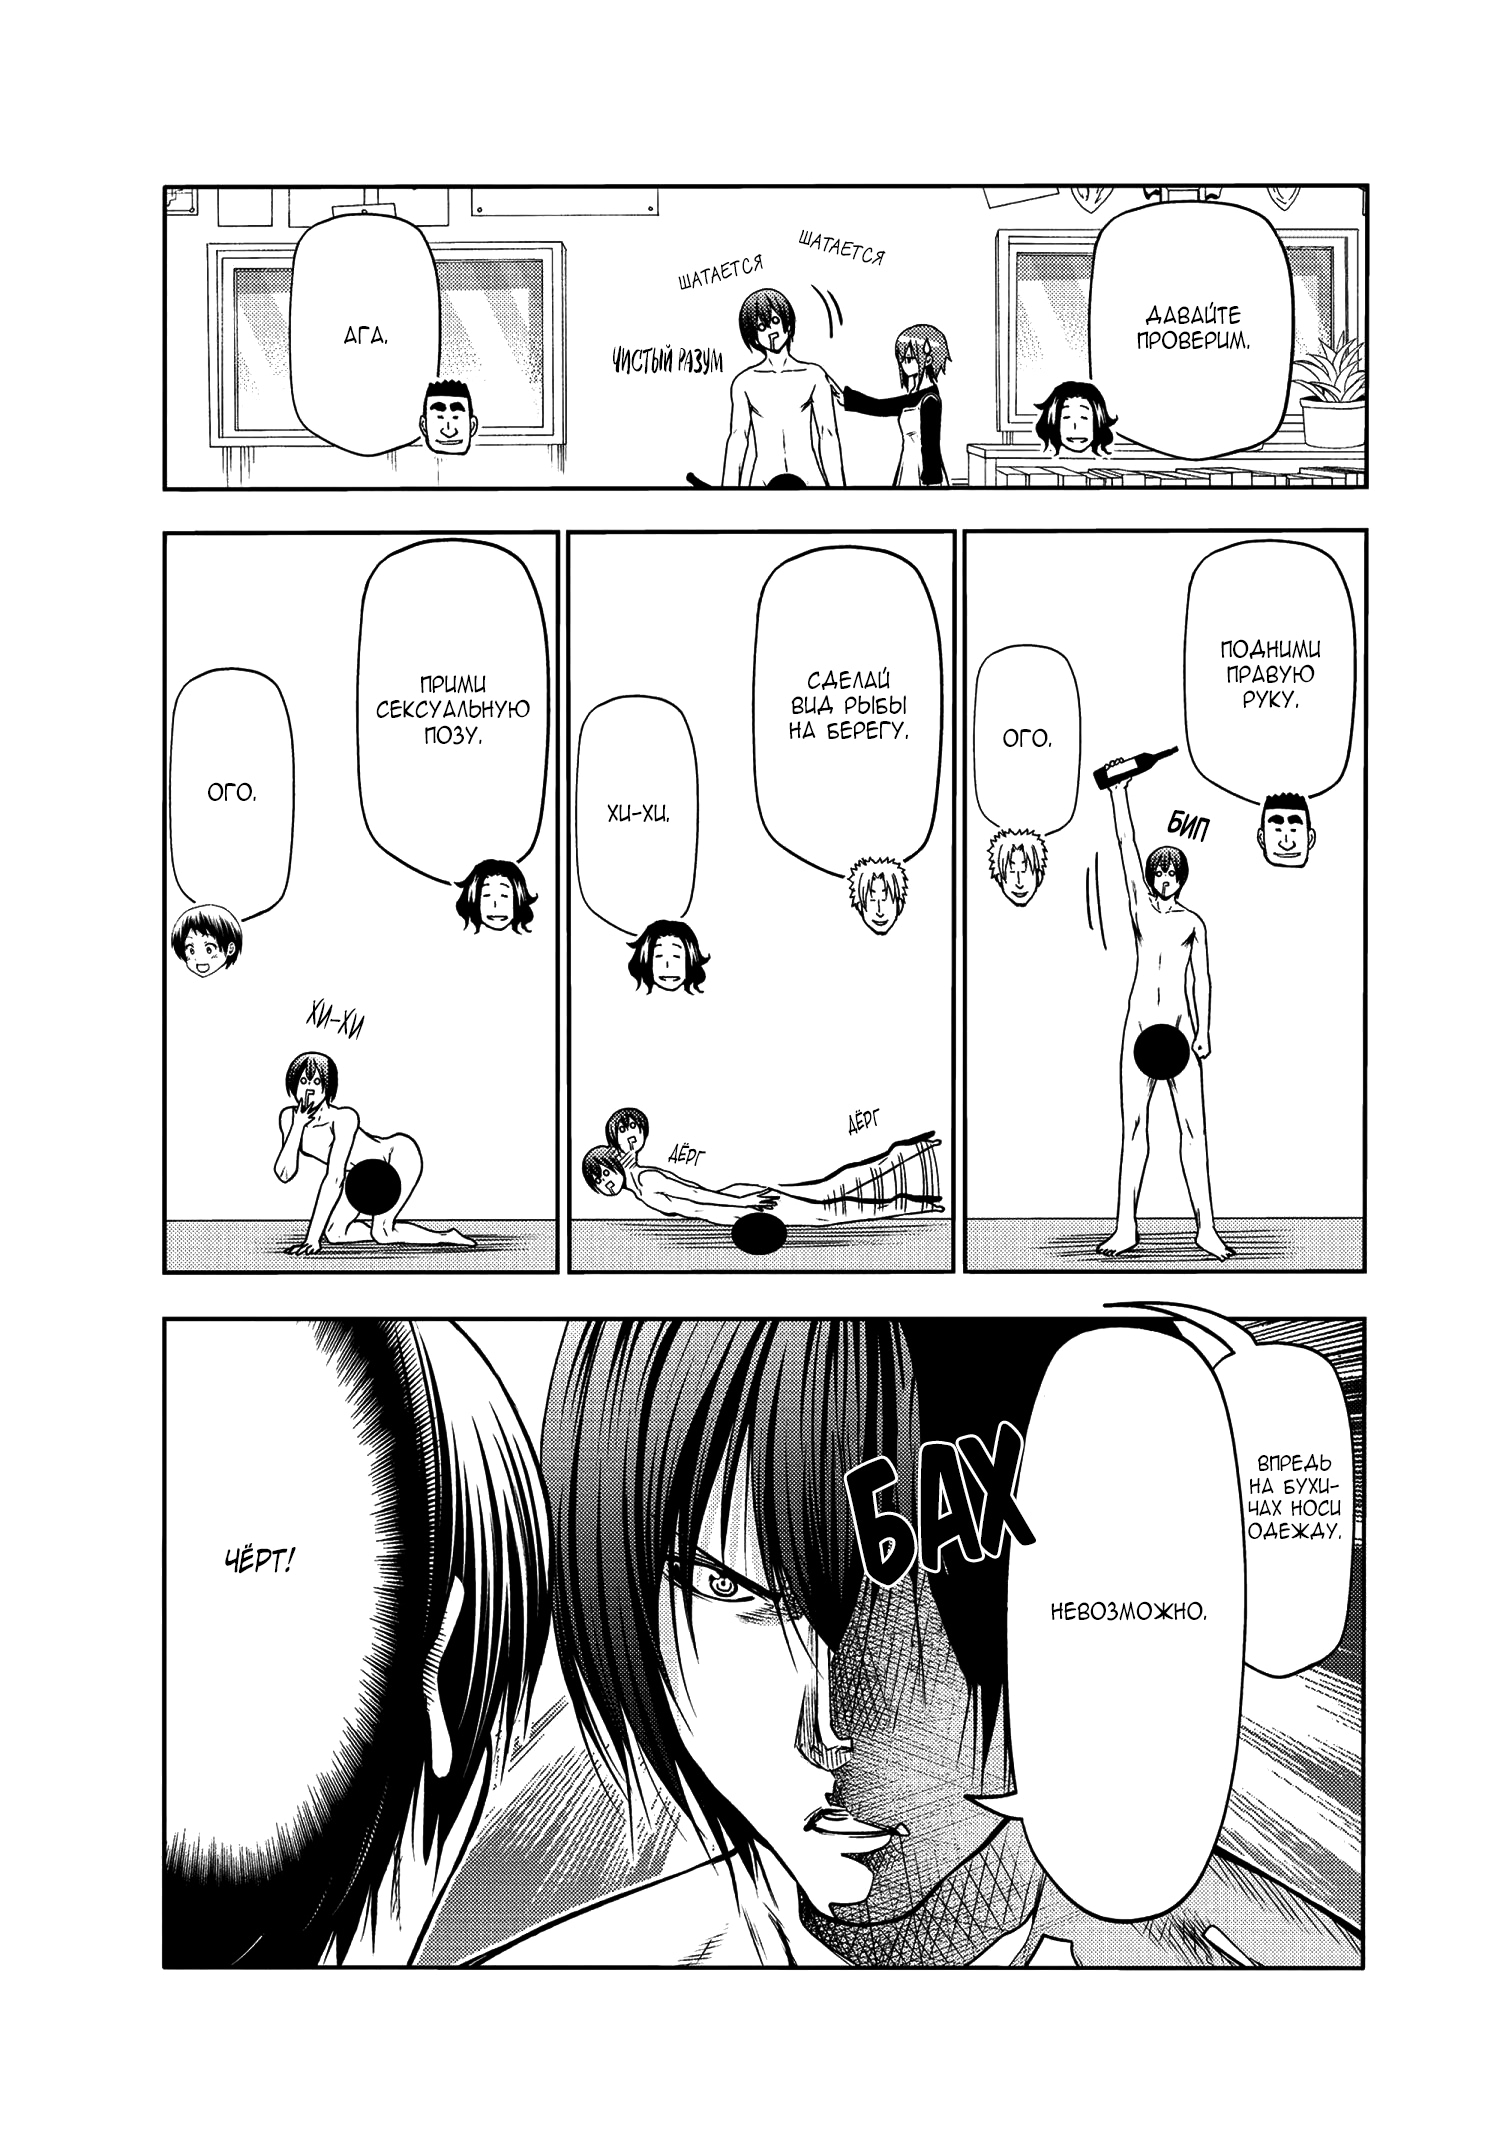 ДАВАЙТЕ
ПРОВЕРИМ.
ШАТАЕТСЯ
ШАТАЕТСЯ
ЧИСТЫЙ РАЗУМ
АГА.
ПОДНИМИ
ПРАВУЮ
РУКУ.
БИП
ОГО.
СДЕЛАЙ
ВИД РЫБЫ
НА БЕРЕГУ.
ХИ-ХИ.
ДЁРГ
ДЁРГ
ПРИМИ
СЕКСУАЛЬНУЮ
ПОЗУ.
ОГО.
ХИ-ХИ
ВПРЕДЬ
НА БУХИ-
ЧАХ НОСИ
ОДЕЖДУ.
НЕВОЗМОЖНО.
БАХ
ЧЁРТ!